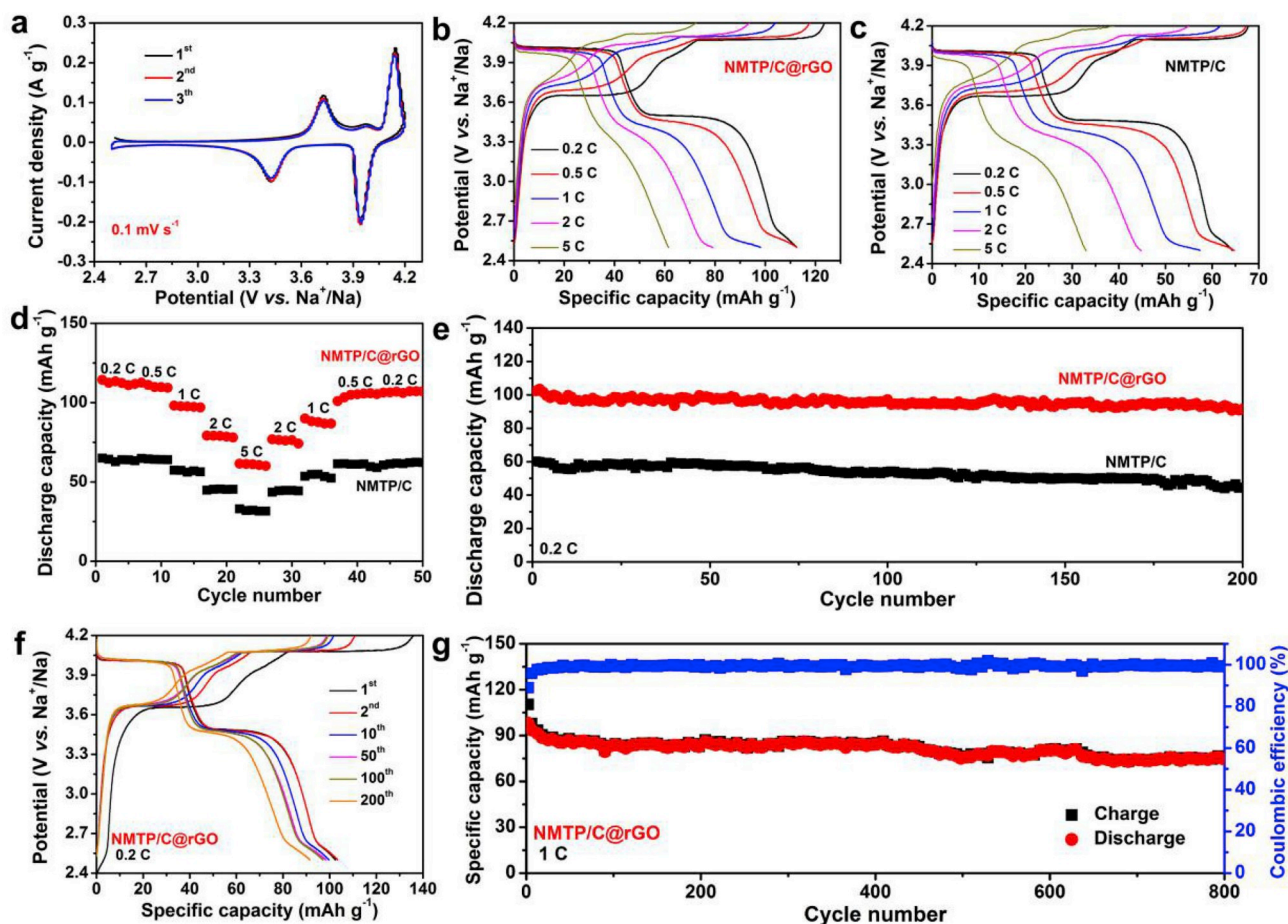 a
Current density (A g⁻¹)
0.3
0.2
0.1
0.0
-0.1
-0.2
-0.3
1ˢᵗ
2ⁿᵈ
3ᵗʰ
0.1 mV s⁻¹
2.4 2.7 3.0 3.3 3.6 3.9 4.2
Potential (V vs. Na⁺/Na)
b
Potential (V vs. Na⁺/Na)
4.2
3.9
3.6
3.3
3.0
2.7
2.4
NMTP/C@rGO
0.2 C
0.5 C
1 C
2 C
5 C
0 20 40 60 80 100 120
Specific capacity (mAh g⁻¹)
c
Potential (V vs. Na⁺/Na)
4.2
3.9
3.6
3.3
3.0
2.7
2.4
NMTP/C
0.2 C
0.5 C
1 C
2 C
5 C
0 10 20 30 40 50 60 70
Specific capacity (mAh g⁻¹)
d
Discharge capacity (mAh g⁻¹)
150
100
50
0
NMTP/C@rGO
0.2 C 0.5 C 1 C 2 C 5 C 2 C 1 C 0.5 C 0.2 C
NMTP/C
0 10 20 30 40 50
Cycle number
e
Discharge capacity (mAh g⁻¹)
140
120
100
80
60
40
20
0
NMTP/C@rGO
NMTP/C
0.2 C
0 50 100 150 200
Cycle number
f
Potential (V vs. Na⁺/Na)
4.2
3.9
3.6
3.3
3.0
2.7
2.4
1ˢᵗ
2ⁿᵈ
10ᵗʰ
50ᵗʰ
100ᵗʰ
200ᵗʰ
NMTP/C@rGO
0.2 C
0 20 40 60 80 100 120 140
Specific capacity (mAh g⁻¹)
g
Specific capacity (mAh g⁻¹)
150
135
120
105
90
75
60
45
30
15
0
NMTP/C@rGO
1 C
Charge
Discharge
0 200 400 600 800
Cycle number
100
80
60
40
20
0
Coulombic efficiency (%)